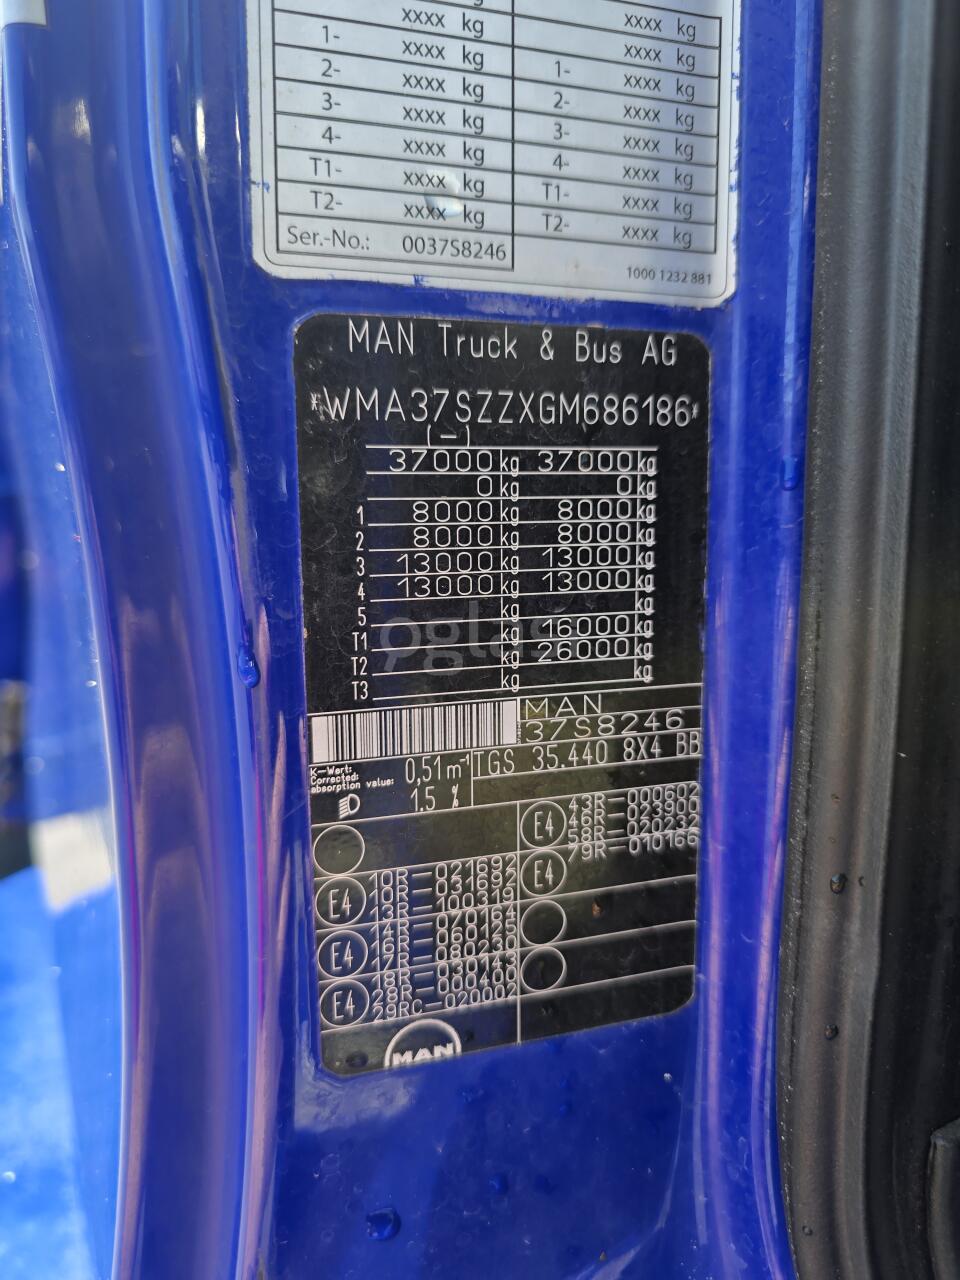 kg
xxxx kg xxxx kg
1- xxxx kg xxxx kg
2- xxxx kg 1- xxxx kg
3- xxxx kg 2- xxxx kg
4- xxxx kg 3- xxxx kg
T1- xxxx kg 4- xxxx kg
T2- xxxx kg T1- xxxx kg
Ser.-No.: 0037S8246 T2- xxxx kg
1000 1232 881
MAN Truck & Bus AG
*WMA37SZZXGM686186*
(—)
37000 kg 37000 kg
0 kg 0 kg
1 8000 kg 8000 kg
2 8000 kg 8000 kg
3 13000 kg 13000 kg
4 13000 kg 13000 kg
5 kg kg
T1 kg 16000 kg
T2 kg 26000 kg
T3 kg kg
MAN
37S8246
TGS 35.440 8X4 BB
K-Wert:
Corrected
absorption value: 0,51 m⁻¹
1.5 %
E4 43R-000602
46R-023900
58R-020232
E4 79R-010166
10R-021692
E4 10R-031682
13R-100319
14R-070164
E4 16R-060125
17R-080230
18R-030143
E4 28R-000400
29RC-020002
MAN
oglas